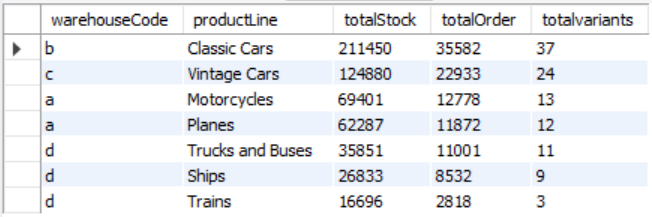 warehouseCode productLine totalStock totalOrder totalvariants
b Classic Cars 211450 35582 37
c Vintage Cars 124880 22933 24
a Motorcycles 69401 12778 13
a Planes 62287 11872 12
d Trucks and Buses 35851 11001 11
d Ships 26833 8532 9
d Trains 16696 2818 3